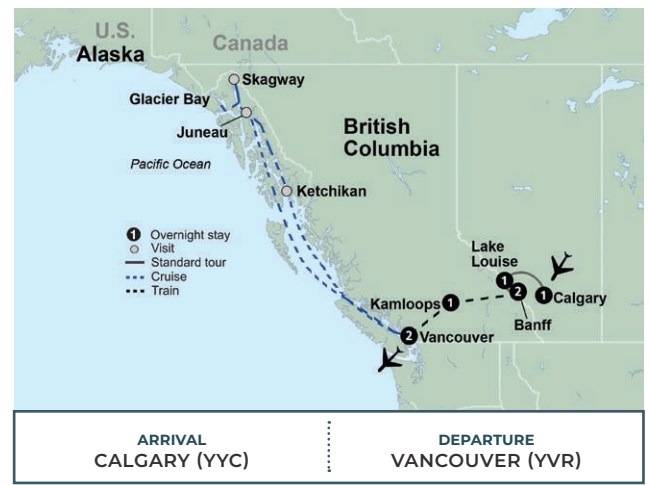 U.S.
Alaska
Canada
Skagway
Glacier Bay
Juneau
British
Columbia
Pacific Ocean
Ketchikan
1 Overnight stay
Visit
Standard tour
Cruise
Train
Lake
Louise
1
2
1 Calgary
Kamloops 1
Banff
2 Vancouver
ARRIVAL
CALGARY (YYC)
DEPARTURE
VANCOUVER (YVR)